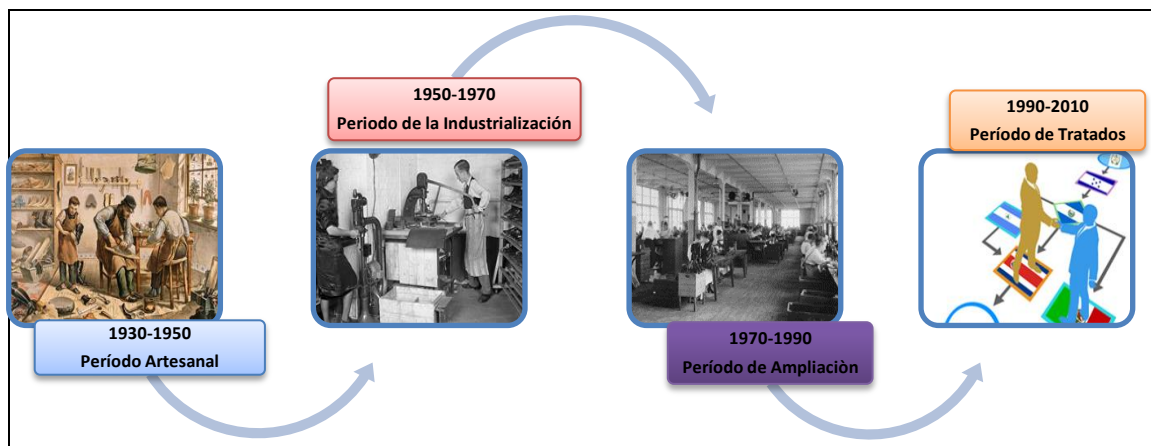 1930-1950
Período Artesanal
1950-1970
Periodo de la Industrialización
1970-1990
Período de Ampliaciòn
1990-2010
Período de Tratados